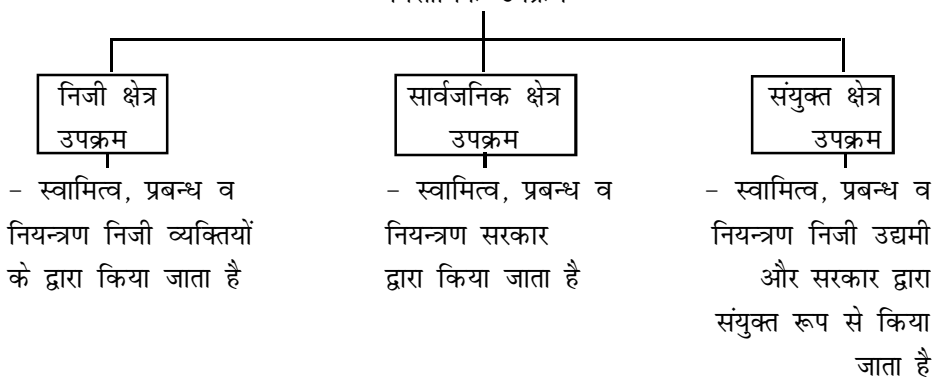 निजी क्षेत्र
उपक्रम
सार्वजनिक क्षेत्र
उपक्रम
संयुक्त क्षेत्र
उपक्रम
– स्वामित्व, प्रबन्ध व
नियन्त्रण निजी व्यक्तियों
के द्वारा किया जाता है
– स्वामित्व, प्रबन्ध व
नियन्त्रण सरकार
द्वारा किया जाता है
– स्वामित्व, प्रबन्ध व
नियन्त्रण निजी उद्यमी
और सरकार द्वारा
संयुक्त रूप से किया
जाता है